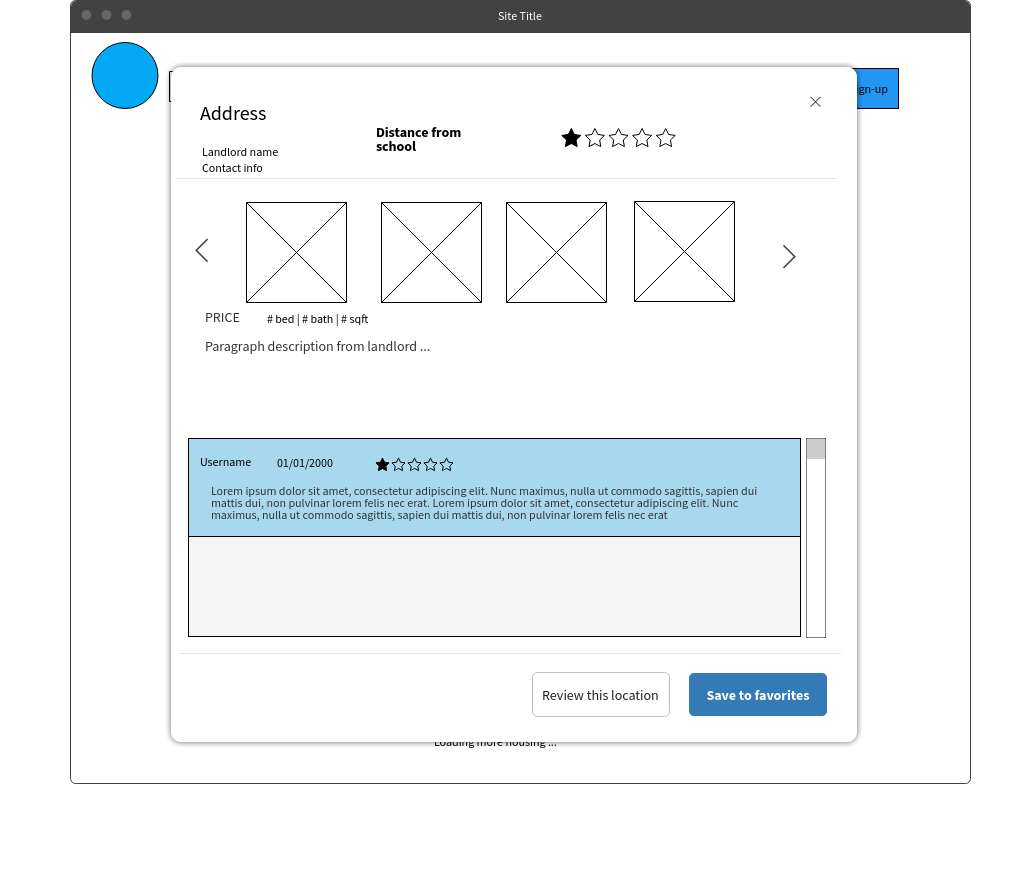 Site Title
gn-up
Address
Distance from
school
Landlord name
Contact info
PRICE
# bed | # bath | # sqft
Paragraph description from landlord ...
Username 01/01/2000
Lorem ipsum dolor sit amet, consectetur adipiscing elit. Nunc maximus, nulla ut commodo sagittis, sapien dui
mattis dui, non pulvinar lorem felis nec erat. Lorem ipsum dolor sit amet, consectetur adipiscing elit. Nunc
maximus, nulla ut commodo sagittis, sapien dui mattis dui, non pulvinar lorem felis nec erat
Review this location
Save to favorites
Loading more housing ...